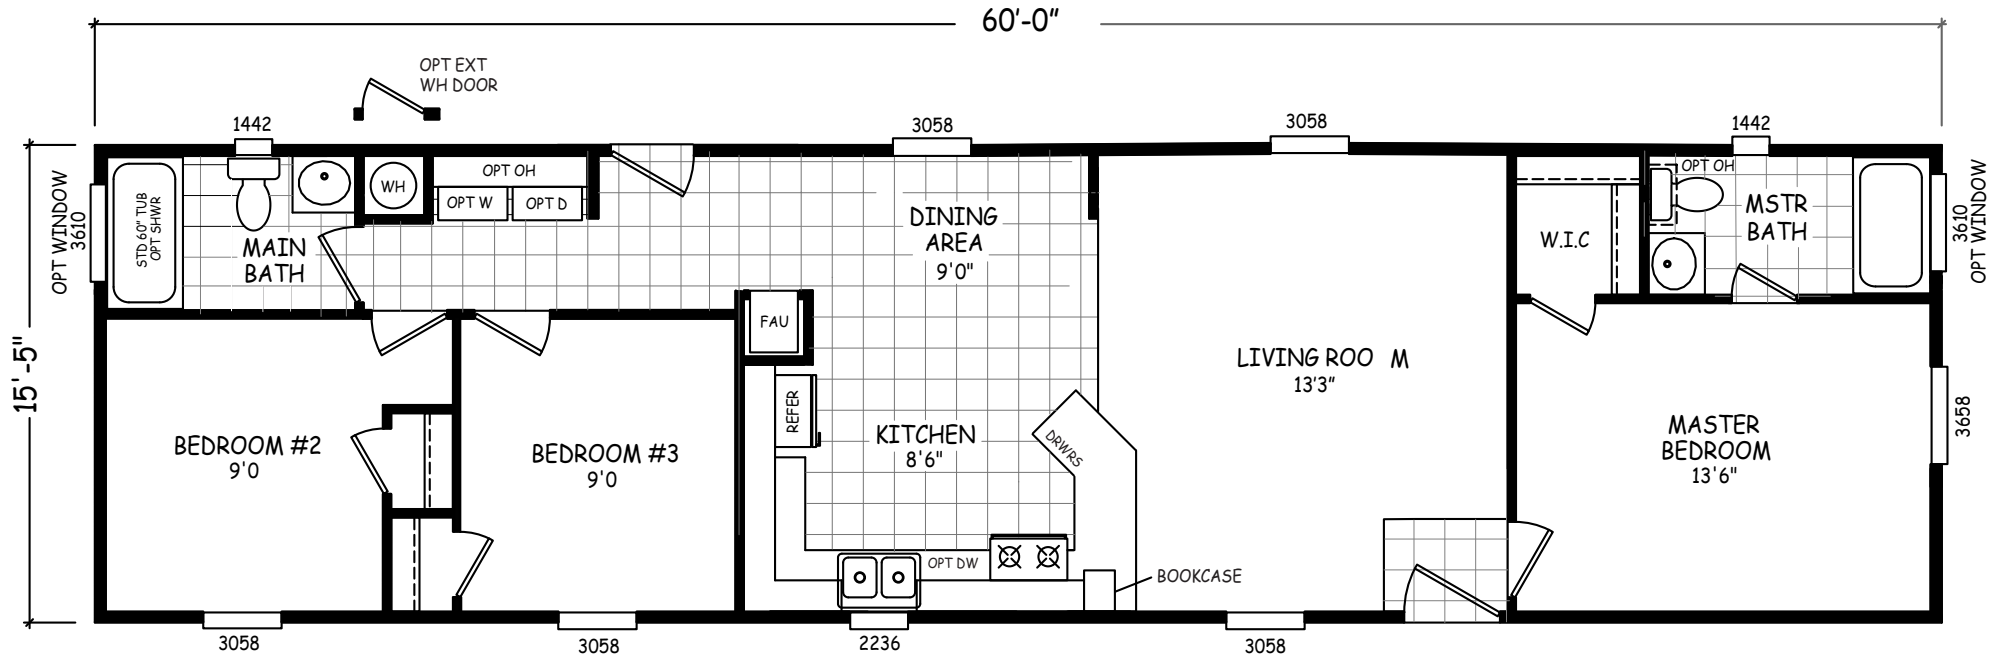 60'-0"
OPT EXT
WH DOOR
1442
3058
3058
1442
OPT WINDOW
3610
STD 60" TUB
OPT SHWR
MAIN
BATH
WH
OPT OH
OPT W
OPT D
DINING
AREA
9'0"
W.I.C
OPT OH
MSTR
BATH
3610
OPT WINDOW
15'-5"
FAU
REFER
KITCHEN
8'6"
DRWRS
LIVING ROO M
13'3"
BEDROOM #2
9'0
BEDROOM #3
9'0
MASTER
BEDROOM
13'6"
3658
OPT DW
BOOKCASE
3058
3058
2236
3058